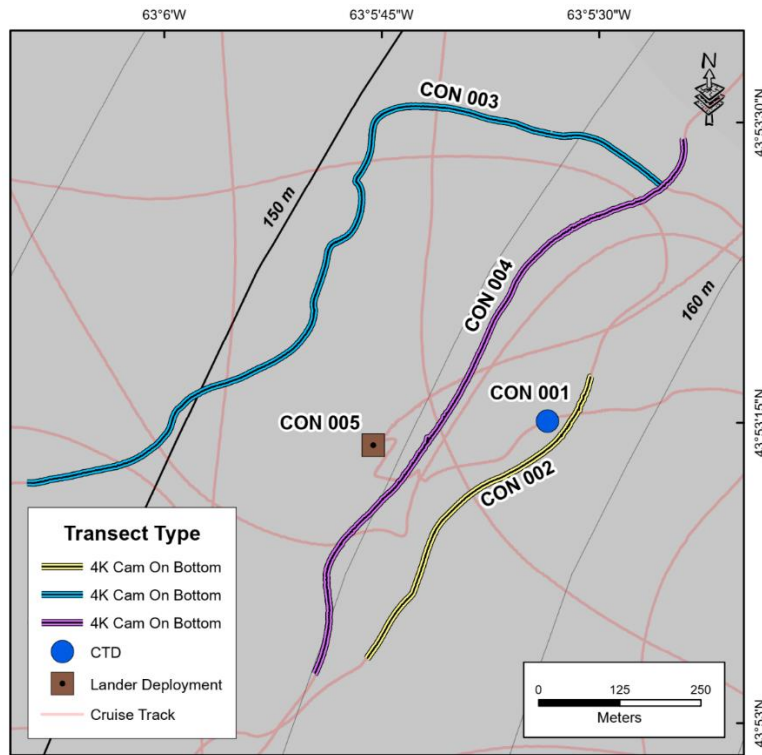 63°6'W
63°5'45"W
63°5'30"W
N
CON 003
43°53'30"N
150 m
CON 004
160 m
CON 001
CON 005
43°53'15"N
CON 002
Transect Type
4K Cam On Bottom
4K Cam On Bottom
4K Cam On Bottom
CTD
Lander Deployment
Cruise Track
0 125 250
Meters
43°53'N